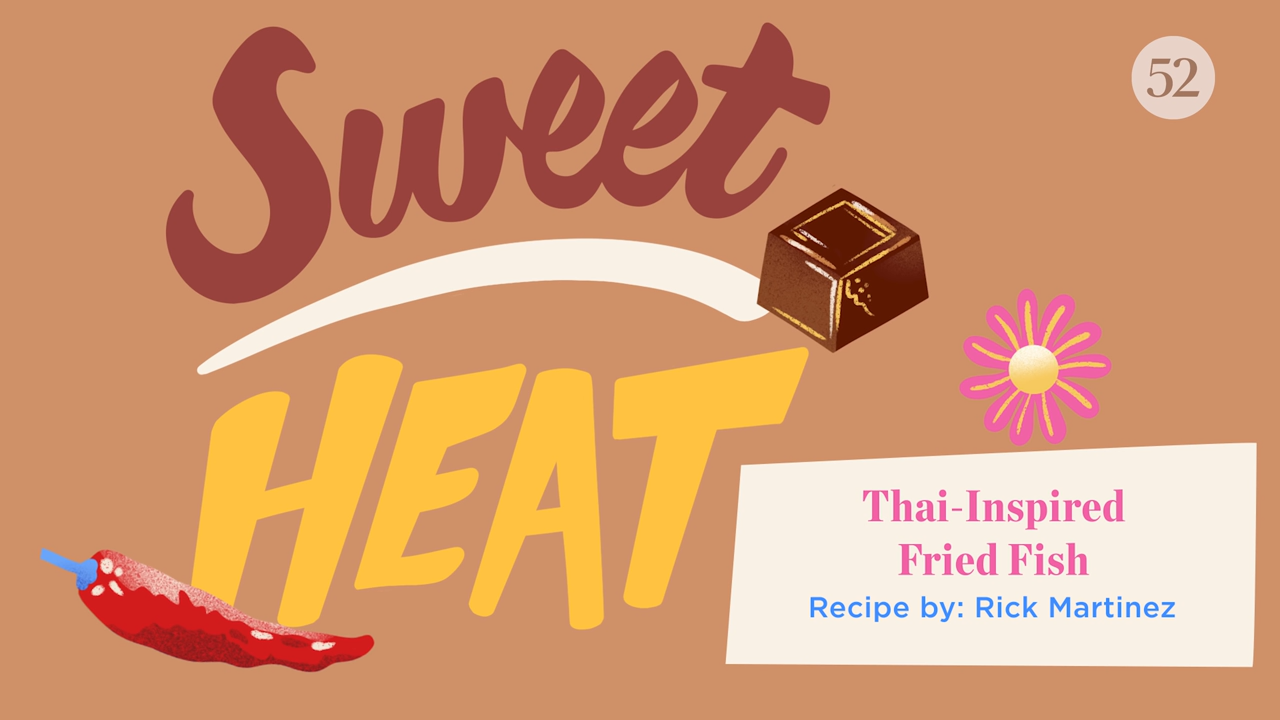 Sweet
52
HEAT
Thai-Inspired
Fried Fish
Recipe by: Rick Martinez